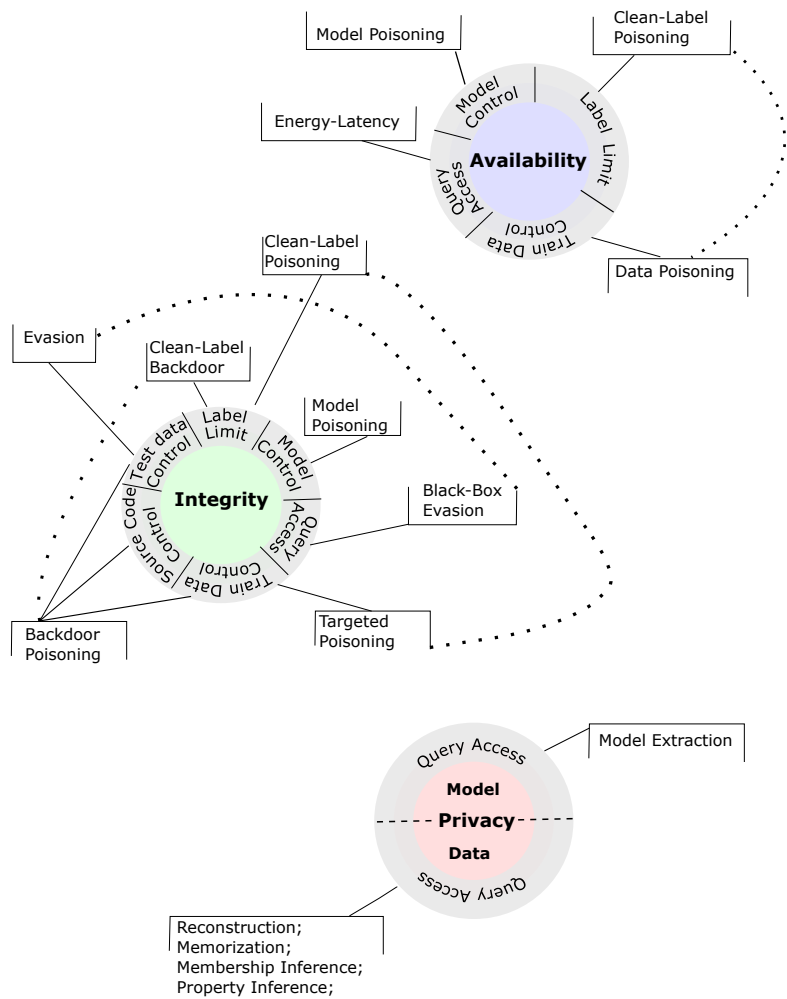 Model Poisoning
Clean-Label
Poisoning
Energy-Latency
Model
Control
Label Limit
Query
Access
Train Data
Control
Availability
Data Poisoning
Clean-Label
Poisoning
Evasion
Clean-Label
Backdoor
Model
Poisoning
Black-Box
Evasion
Test data
Control
Label
Limit
Model
Control
Query
Access
Train Data
Control
Source Code
Control
Integrity
Backdoor
Poisoning
Targeted
Poisoning
Model Extraction
Query Access
Model
Privacy
Data
Query Access
Reconstruction;
Memorization;
Membership Inference;
Property Inference;